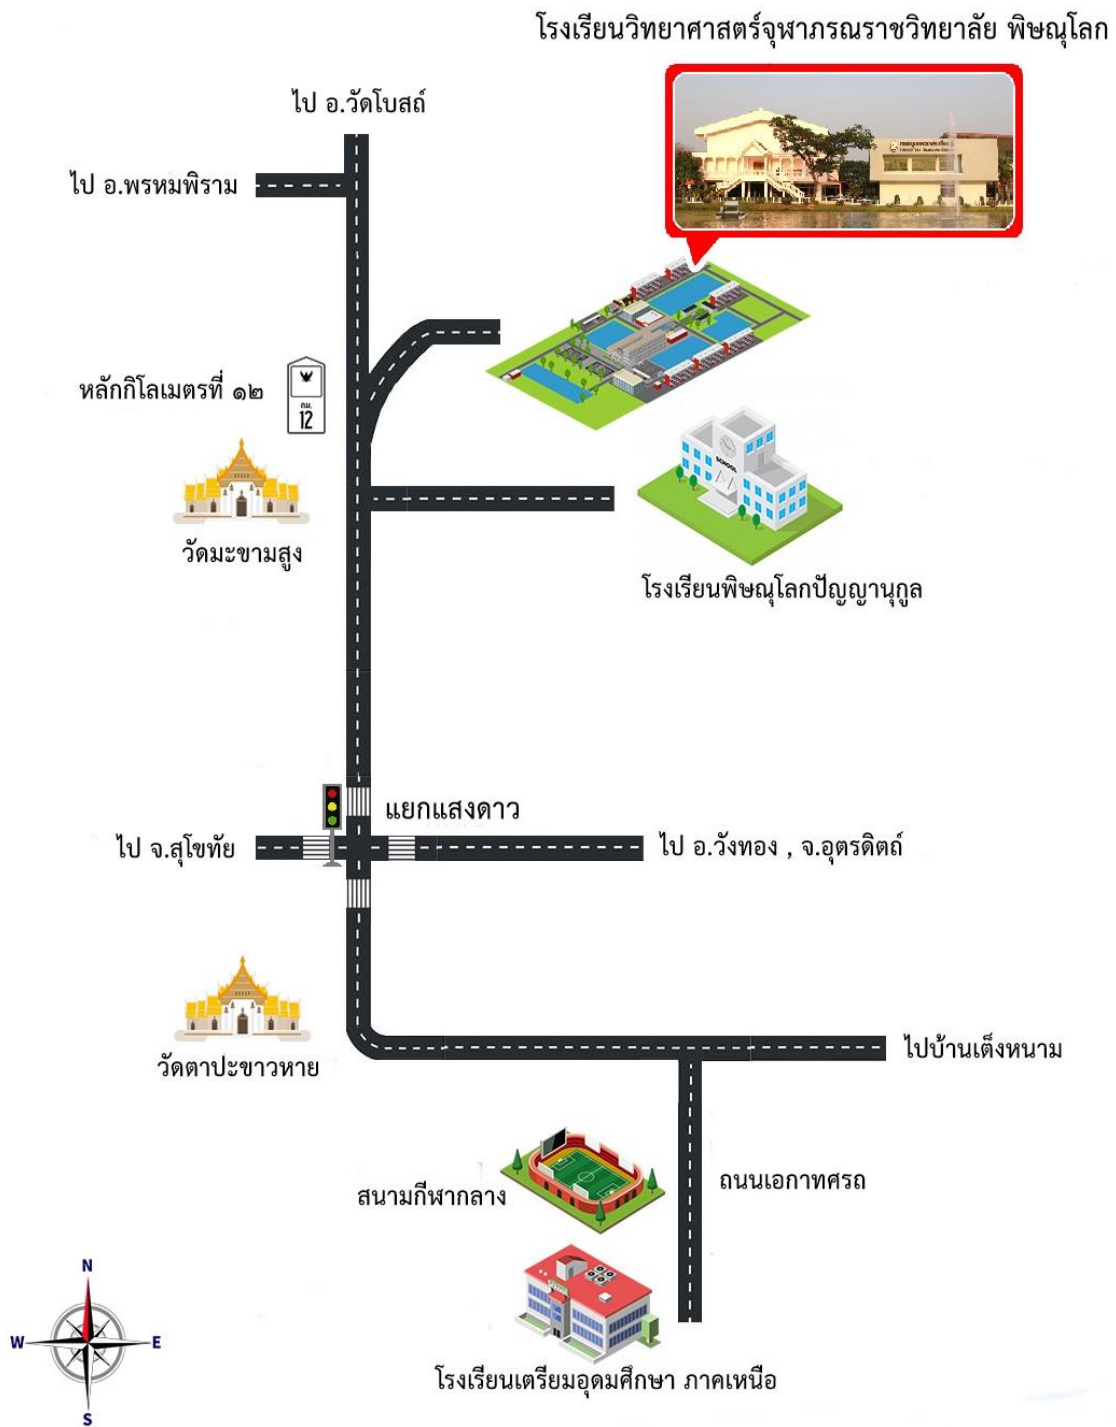 โรงเรียนวิทยาศาสตร์จุฬาภรณราชวิทยาลัย พิษณุโลก
ไป อ.วัดโบสถ์
ไป อ.พรหมพิราม
หลักกิโลเมตรที่ ๑๒
กม.
12
SCHOOL
วัดมะขามสูง
โรงเรียนพิษณุโลกปัญญานุกูล
แยกแสงดาว
ไป จ.สุโขทัย
ไป อ.วังทอง , จ.อุตรดิตถ์
วัดตาปะขาวหาย
ไปบ้านเต็งหนาม
สนามกีฬากลาง
ถนนเอกาทศรถ
โรงเรียนเตรียมอุดมศึกษา ภาคเหนือ
N
W
E
S